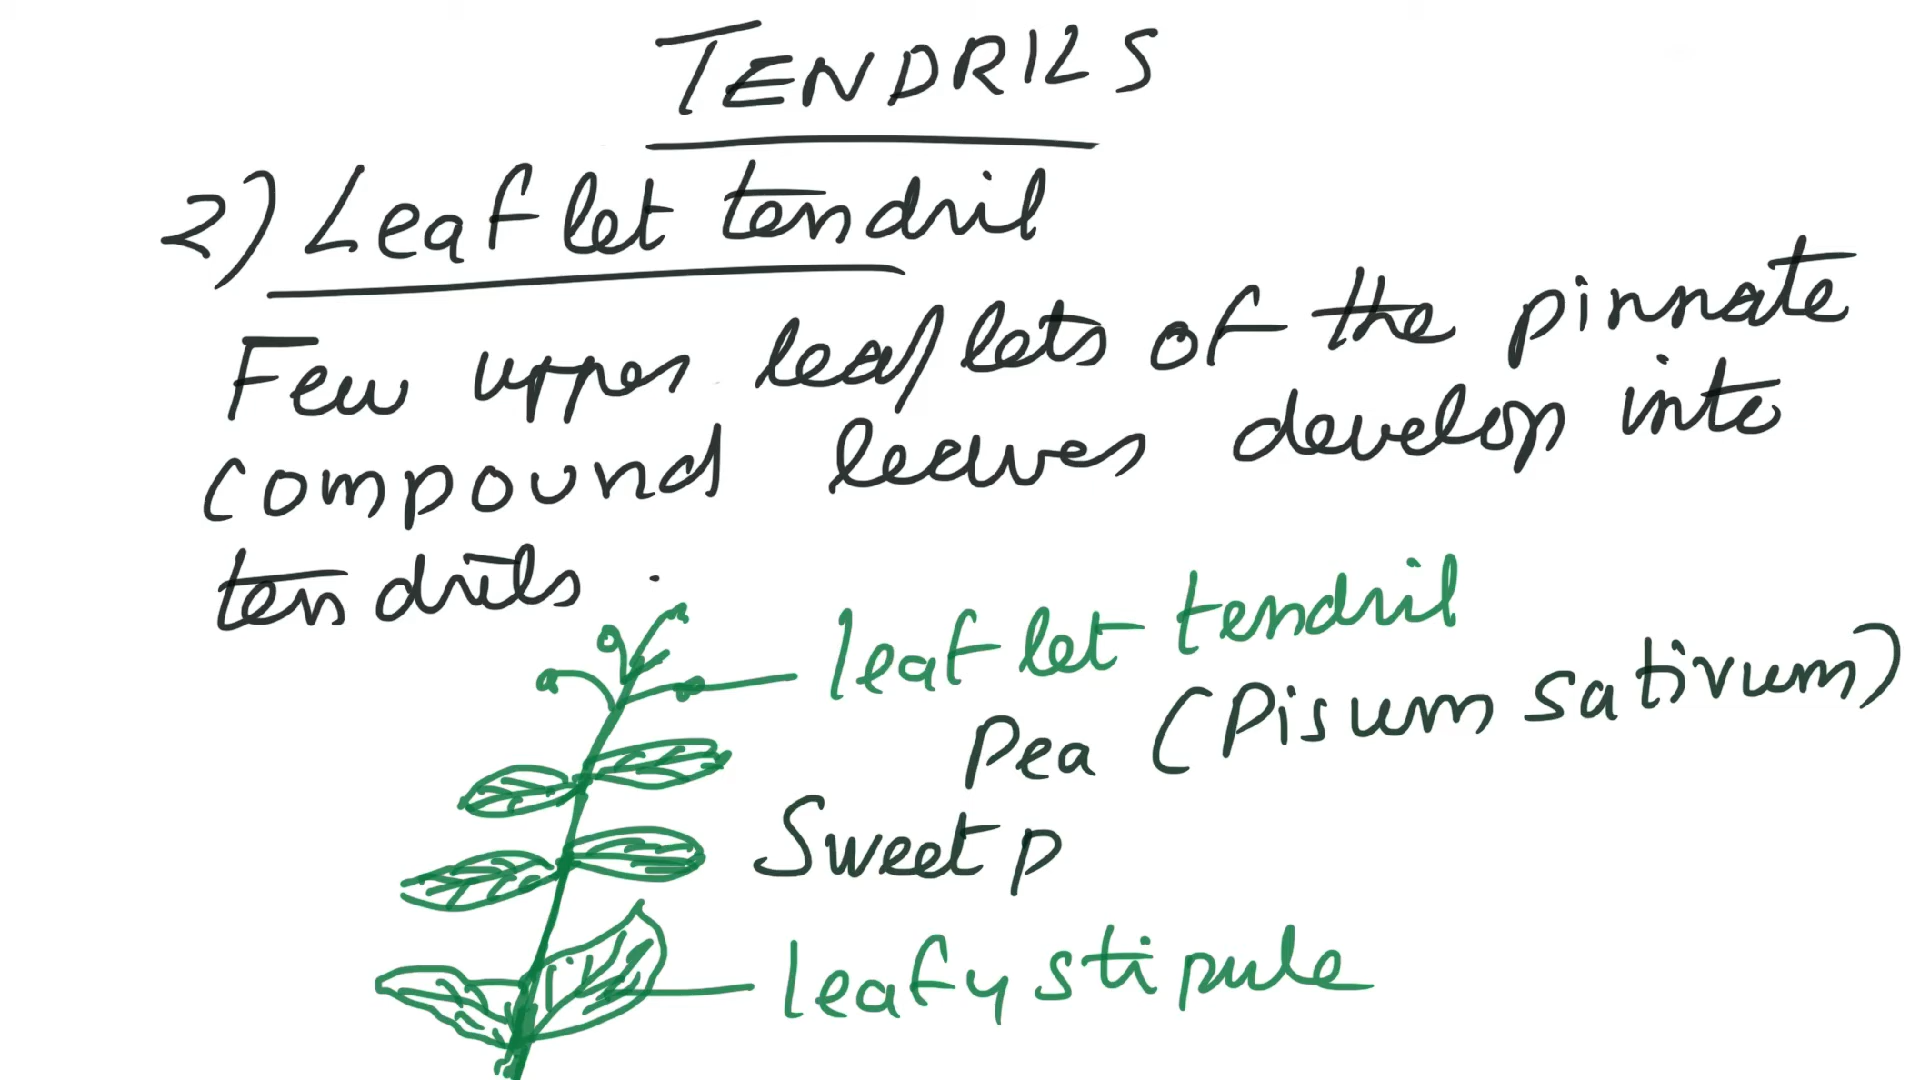 TENDRILS
2) Leaflet tendril
Few upper leaflets of the pinnate
compound leaves develop into
tendrils.
leaflet tendril
Pea (Pisum sativum)
Sweet p
leafy stipule